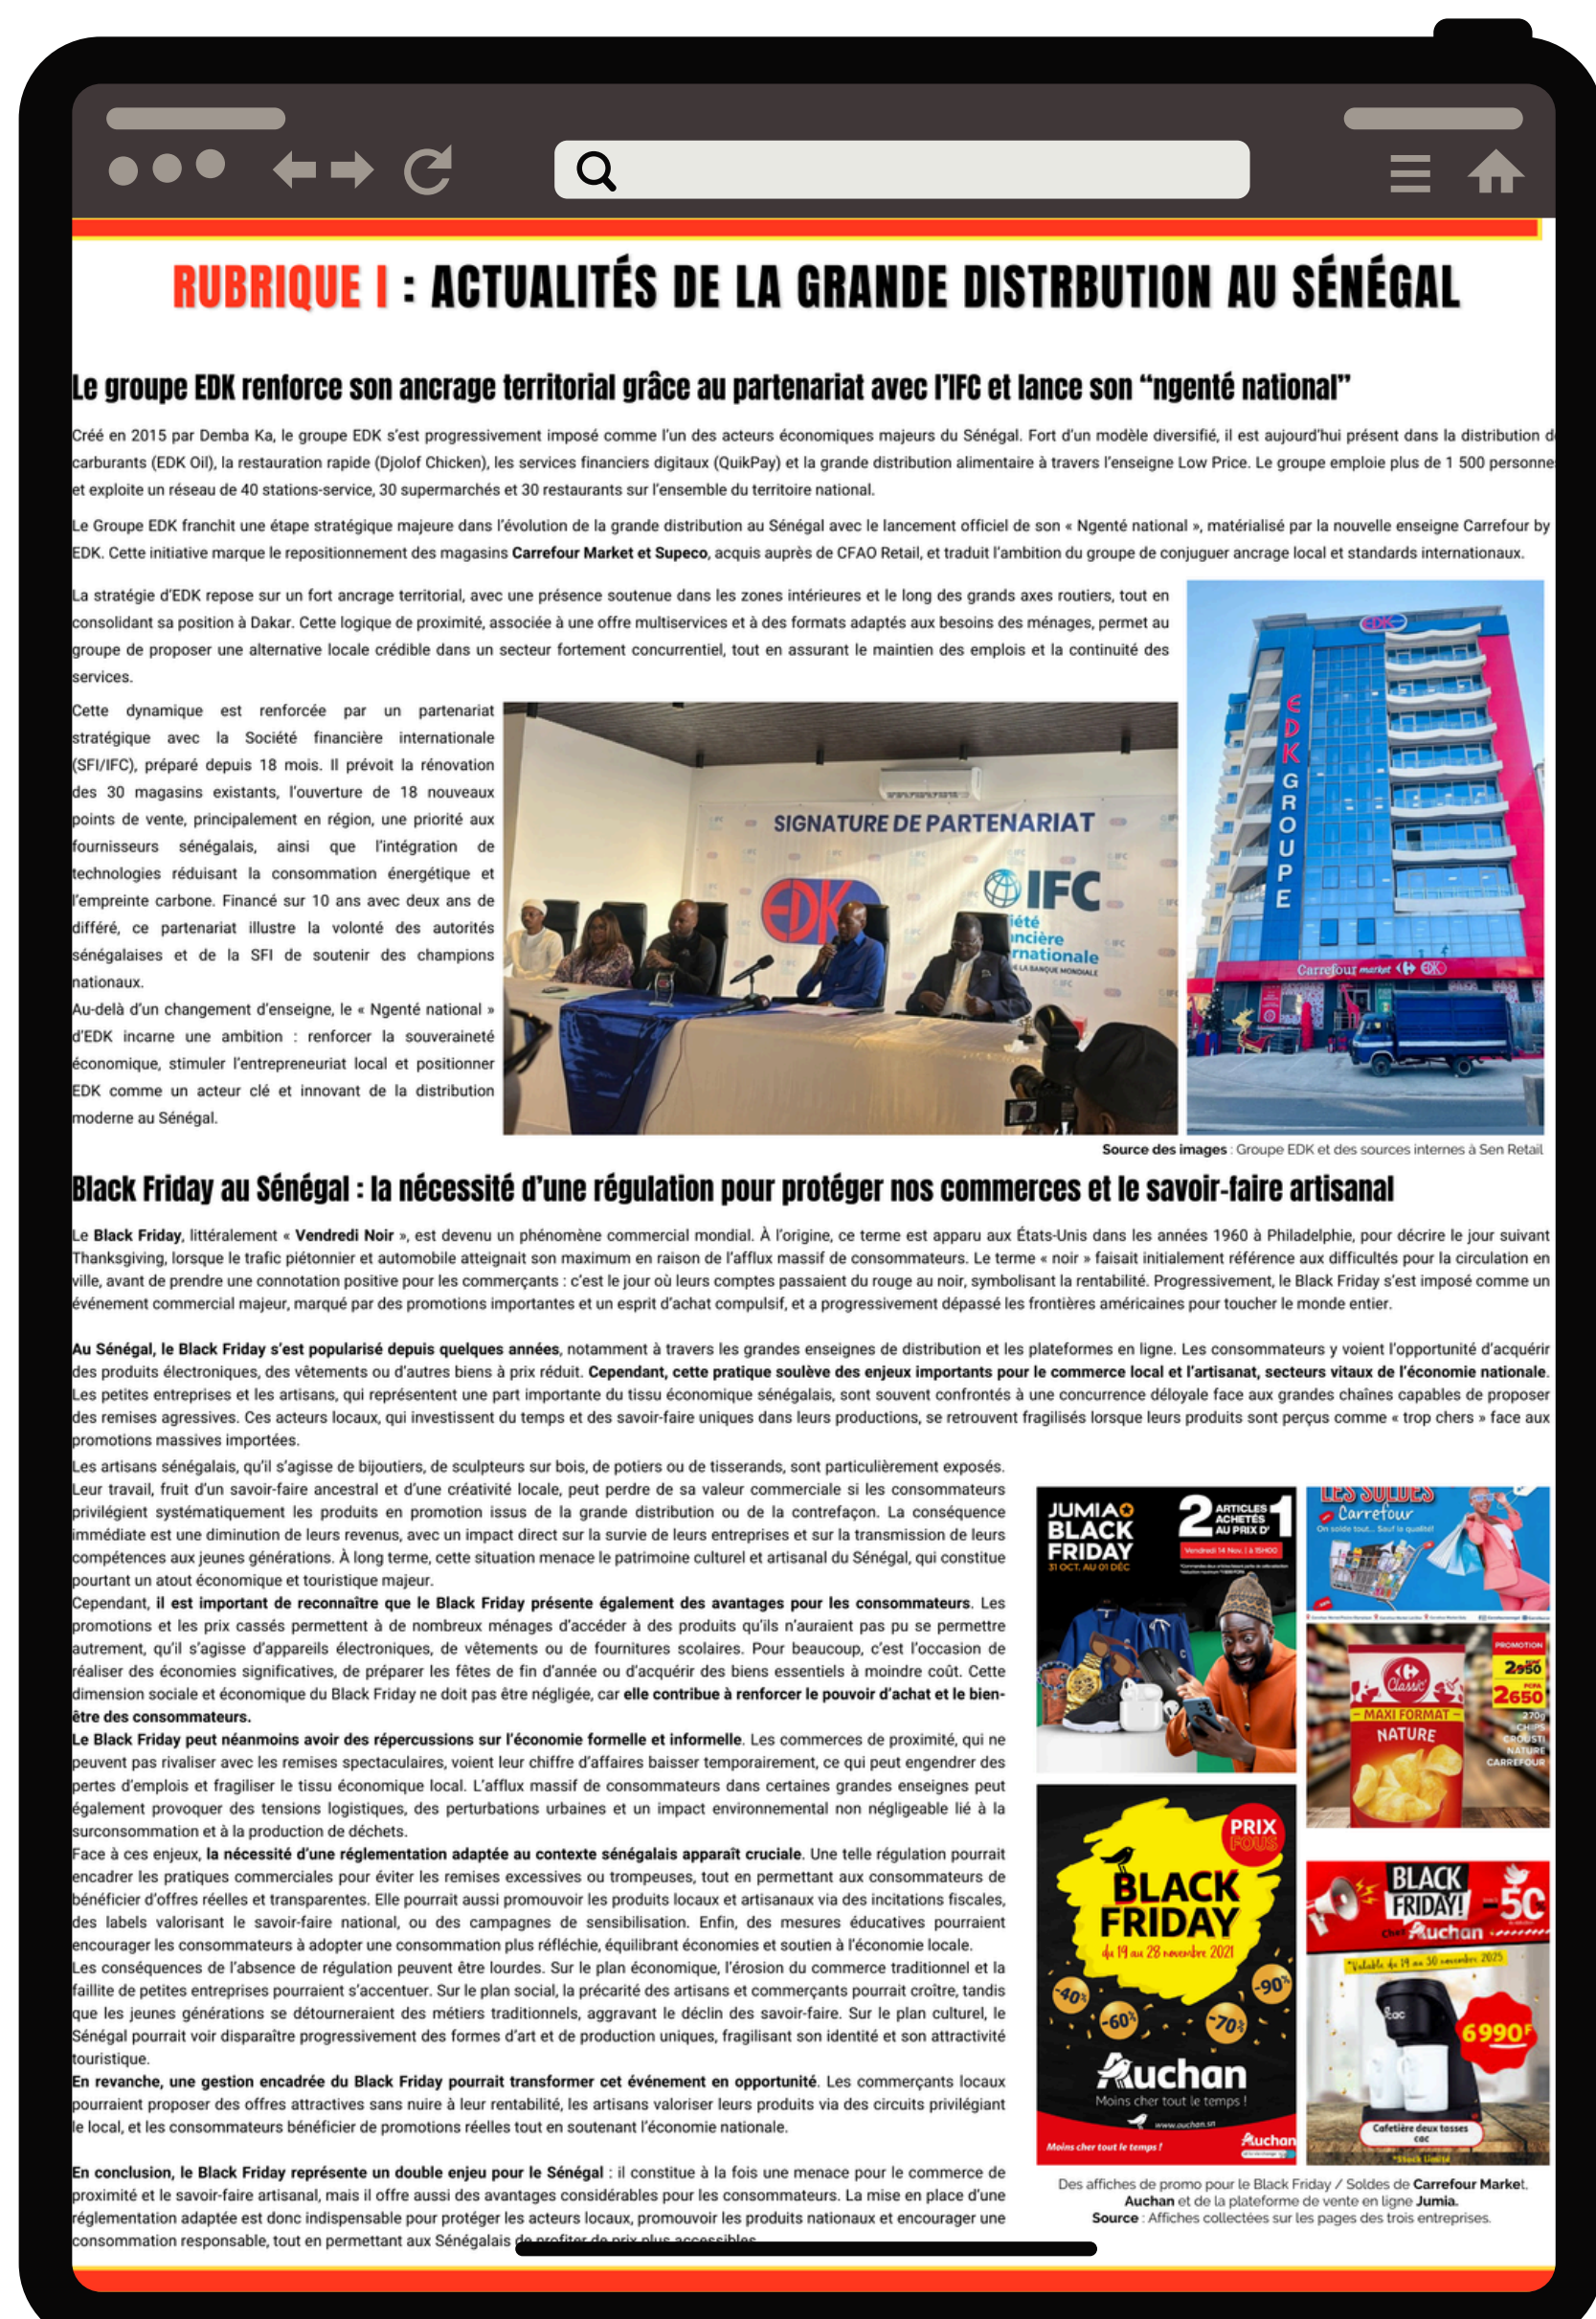 RUBRIQUE I : ACTUALITÉS DE LA GRANDE DISTRBUTION AU SÉNÉGAL
Le groupe EDK renforce son ancrage territorial grâce au partenariat avec l'IFC et lance son “ngenté national”
Créé en 2015 par Demba Ka, le groupe EDK s'est progressivement imposé comme l'un des acteurs économiques majeurs du Sénégal. Fort d'un modèle diversifié, il est aujourd'hui présent dans la distribution d
carburants (EDK Oil), la restauration rapide (Djolof Chicken), les services financiers digitaux (QuikPay) et la grande distribution alimentaire à travers l'enseigne Low Price. Le groupe emploie plus de 1 500 personne
et exploite un réseau de 40 stations-service, 30 supermarchés et 30 restaurants sur l'ensemble du territoire national.
Le Groupe EDK franchit une étape stratégique majeure dans l'évolution de la grande distribution au Sénégal avec le lancement officiel de son « Ngenté national », matérialisé par la nouvelle enseigne Carrefour by
EDK. Cette initiative marque le repositionnement des magasins Carrefour Market et Supeco, acquis auprès de CFAO Retail, et traduit l'ambition du groupe de conjuguer ancrage local et standards internationaux.
La stratégie d'EDK repose sur un fort ancrage territorial, avec une présence soutenue dans les zones intérieures et le long des grands axes routiers, tout en
consolidant sa position à Dakar. Cette logique de proximité, associée à une offre multiservices et à des formats adaptés aux besoins des ménages, permet au
groupe de proposer une alternative locale crédible dans un secteur fortement concurrentiel, tout en assurant le maintien des emplois et la continuité des
services.
Cette dynamique est renforcée par un partenariat
stratégique avec la Société financière internationale
(SFI/IFC), préparé depuis 18 mois. Il prévoit la rénovation
des 30 magasins existants, l'ouverture de 18 nouveaux
points de vente, principalement en région, une priorité aux
fournisseurs sénégalais, ainsi que l'intégration de
technologies réduisant la consommation énergétique et
l'empreinte carbone. Financé sur 10 ans avec deux ans de
différé, ce partenariat illustre la volonté des autorités
sénégalaises et de la SFI de soutenir des champions
nationaux.
Au-delà d'un changement d'enseigne, le « Ngenté national »
d'EDK incarne une ambition : renforcer la souveraineté
économique, stimuler l'entrepreneuriat local et positionner
EDK comme un acteur clé et innovant de la distribution
moderne au Sénégal.
SIGNATURE DE PARTENARIAT
EDK
IFC
iété
ncière
rnationale
E LA BANQUE MONDIALE
EDK
EDK GROUPE
Carrefour market EDK
Source des images : Groupe EDK et des sources internes à Sen Retail
Black Friday au Sénégal : la nécessité d'une régulation pour protéger nos commerces et le savoir-faire artisanal
Le Black Friday, littéralement « Vendredi Noir », est devenu un phénomène commercial mondial. À l'origine, ce terme est apparu aux États-Unis dans les années 1960 à Philadelphie, pour décrire le jour suivant
Thanksgiving, lorsque le trafic piétonnier et automobile atteignait son maximum en raison de l'afflux massif de consommateurs. Le terme « noir » faisait initialement référence aux difficultés pour la circulation en
ville, avant de prendre une connotation positive pour les commerçants : c'est le jour où leurs comptes passaient du rouge au noir, symbolisant la rentabilité. Progressivement, le Black Friday s'est imposé comme un
événement commercial majeur, marqué par des promotions importantes et un esprit d'achat compulsif, et a progressivement dépassé les frontières américaines pour toucher le monde entier.
Au Sénégal, le Black Friday s'est popularisé depuis quelques années, notamment à travers les grandes enseignes de distribution et les plateformes en ligne. Les consommateurs y voient l'opportunité d'acquérir
des produits électroniques, des vêtements ou d'autres biens à prix réduit. Cependant, cette pratique soulève des enjeux importants pour le commerce local et l'artisanat, secteurs vitaux de l'économie nationale.
Les petites entreprises et les artisans, qui représentent une part importante du tissu économique sénégalais, sont souvent confrontés à une concurrence déloyale face aux grandes chaînes capables de proposer
des remises agressives. Ces acteurs locaux, qui investissent du temps et des savoir-faire uniques dans leurs productions, se retrouvent fragilisés lorsque leurs produits sont perçus comme « trop chers » face aux
promotions massives importées.
Les artisans sénégalais, qu'il s'agisse de bijoutiers, de sculpteurs sur bois, de potiers ou de tisserands, sont particulièrement exposés.
Leur travail, fruit d'un savoir-faire ancestral et d'une créativité locale, peut perdre de sa valeur commerciale si les consommateurs
privilégient systématiquement les produits en promotion issus de la grande distribution ou de la contrefaçon. La conséquence
immédiate est une diminution de leurs revenus, avec un impact direct sur la survie de leurs entreprises et sur la transmission de leurs
compétences aux jeunes générations. À long terme, cette situation menace le patrimoine culturel et artisanal du Sénégal, qui constitue
pourtant un atout économique et touristique majeur.
Cependant, il est important de reconnaître que le Black Friday présente également des avantages pour les consommateurs. Les
promotions et les prix cassés permettent à de nombreux ménages d'accéder à des produits qu'ils n'auraient pas pu se permettre
autrement, qu'il s'agisse d'appareils électroniques, de vêtements ou de fournitures scolaires. Pour beaucoup, c'est l'occasion de
réaliser des économies significatives, de préparer les fêtes de fin d'année ou d'acquérir des biens essentiels à moindre coût. Cette
dimension sociale et économique du Black Friday ne doit pas être négligée, car elle contribue à renforcer le pouvoir d'achat et le bien-
être des consommateurs.
Le Black Friday peut néanmoins avoir des répercussions sur l'économie formelle et informelle. Les commerces de proximité, qui ne
peuvent pas rivaliser avec les remises spectaculaires, voient leur chiffre d'affaires baisser temporairement, ce qui peut engendrer des
pertes d'emplois et fragiliser le tissu économique local. L'afflux massif de consommateurs dans certaines grandes enseignes peut
également provoquer des tensions logistiques, des perturbations urbaines et un impact environnemental non négligeable lié à la
surconsommation et à la production de déchets.
Face à ces enjeux, la nécessité d'une réglementation adaptée au contexte sénégalais apparaît cruciale. Une telle régulation pourrait
encadrer les pratiques commerciales pour éviter les remises excessives ou trompeuses, tout en permettant aux consommateurs de
bénéficier d'offres réelles et transparentes. Elle pourrait aussi promouvoir les produits locaux et artisanaux via des incitations fiscales,
des labels valorisant le savoir-faire national, ou des campagnes de sensibilisation. Enfin, des mesures éducatives pourraient
encourager les consommateurs à adopter une consommation plus réfléchie, équilibrant économies et soutien à l'économie locale.
Les conséquences de l'absence de régulation peuvent être lourdes. Sur le plan économique, l'érosion du commerce traditionnel et la
faillite de petites entreprises pourraient s'accentuer. Sur le plan social, la précarité des artisans et commerçants pourrait croître, tandis
que les jeunes générations se détourneraient des métiers traditionnels, aggravant le déclin des savoir-faire. Sur le plan culturel, le
Sénégal pourrait voir disparaître progressivement des formes d'art et de production uniques, fragilisant son identité et son attractivité
touristique.
En revanche, une gestion encadrée du Black Friday pourrait transformer cet événement en opportunité. Les commerçants locaux
pourraient proposer des offres attractives sans nuire à leur rentabilité, les artisans valoriser leurs produits via des circuits privilégiant
le local, et les consommateurs bénéficier de promotions réelles tout en soutenant l'économie nationale.
En conclusion, le Black Friday représente un double enjeu pour le Sénégal : il constitue à la fois une menace pour le commerce de
proximité et le savoir-faire artisanal, mais il offre aussi des avantages considérables pour les consommateurs. La mise en place d'une
réglementation adaptée est donc indispensable pour protéger les acteurs locaux, promouvoir les produits nationaux et encourager une
consommation responsable, tout en permettant aux Sénégalais de profiter de prix plus accessibles.
JUMIA
BLACK
FRIDAY
31 OCT. AU 01 DÉC
2 ARTICLES ACHETÉS AU PRIX D' 1
Vendredi 14 Nov. | à 15H00
LES SOLDES
Carrefour
On solde tout... Sauf la qualité!
PROMOTION
2950
2650
FCFA
270g
CHIPS
CROUSTI
NATURE
CARREFOUR
Classic'
MAXI FORMAT
NATURE
PRIX
FOUS
BLACK
FRIDAY
du 19 au 28 novembre 2021
-40%
-60%
-70%
-90%
Auchan
Moins cher tout le temps !
www.auchan.sn
Moins cher tout le temps !
Auchan
BLACK
FRIDAY!
-50
Chez Auchan
*Valable du 19 au 30 novembre 2025
6990F
Cafetière deux tasses
cac
*Stock limité
Des affiches de promo pour le Black Friday / Soldes de Carrefour Market,
Auchan et de la plateforme de vente en ligne Jumia.
Source : Affiches collectées sur les pages des trois entreprises.